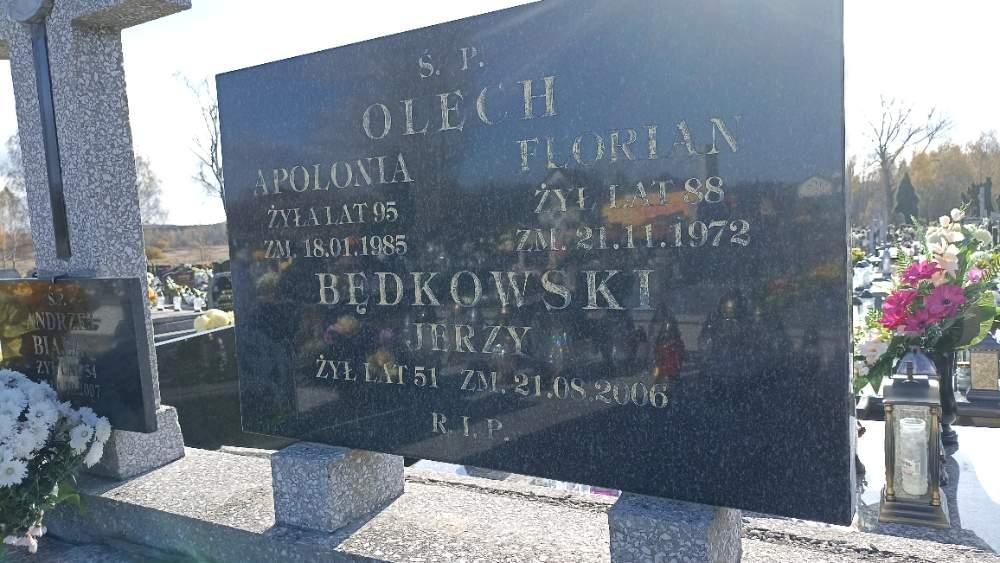 Ś. P.
OLECH
APOLONIA
ŻYŁA LAT 95
ZM. 18.01.1985
FLORIAN
ŻYŁ LAT 88
ZM. 21.11.1972
BĘDKOWSKI
JERZY
ŻYŁ LAT 51 ZM. 21.08.2006
R. I. P.
ANDRZEJ